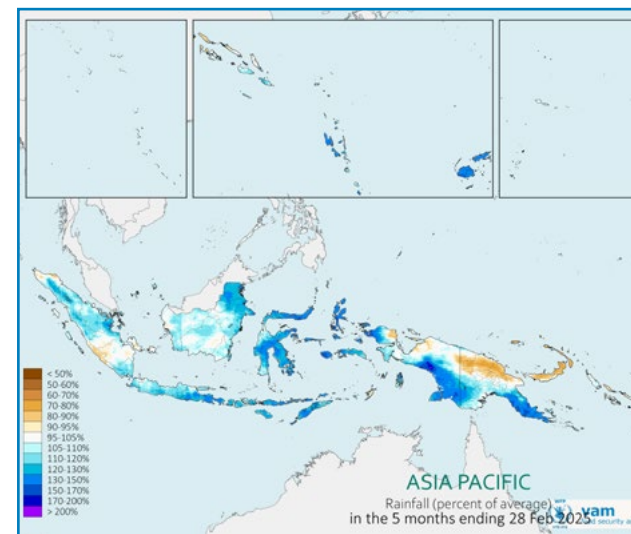 < 50%
50-60%
60-70%
70-80%
80-90%
90-95%
95-105%
105-110%
110-120%
120-130%
130-150%
150-170%
170-200%
> 200%
ASIA PACIFIC
Rainfall (percent of average)
in the 5 months ending 28 Feb 2025
vam
security a